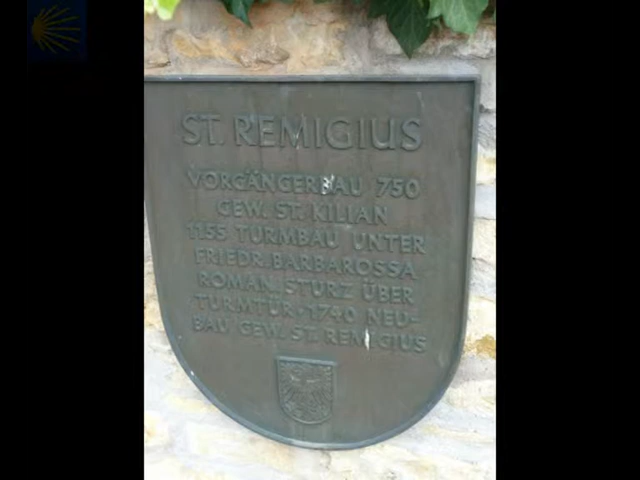 ST. REMIGIUS
VORGÄNGERBAU 750
GEW. ST. KILIAN
1155 TURMBAU UNTER
FRIEDR. BARBAROSSA
ROMAN. STURZ ÜBER
TURMTÜR · 1740 NEU-
BAU GEW. ST. REMIGIUS